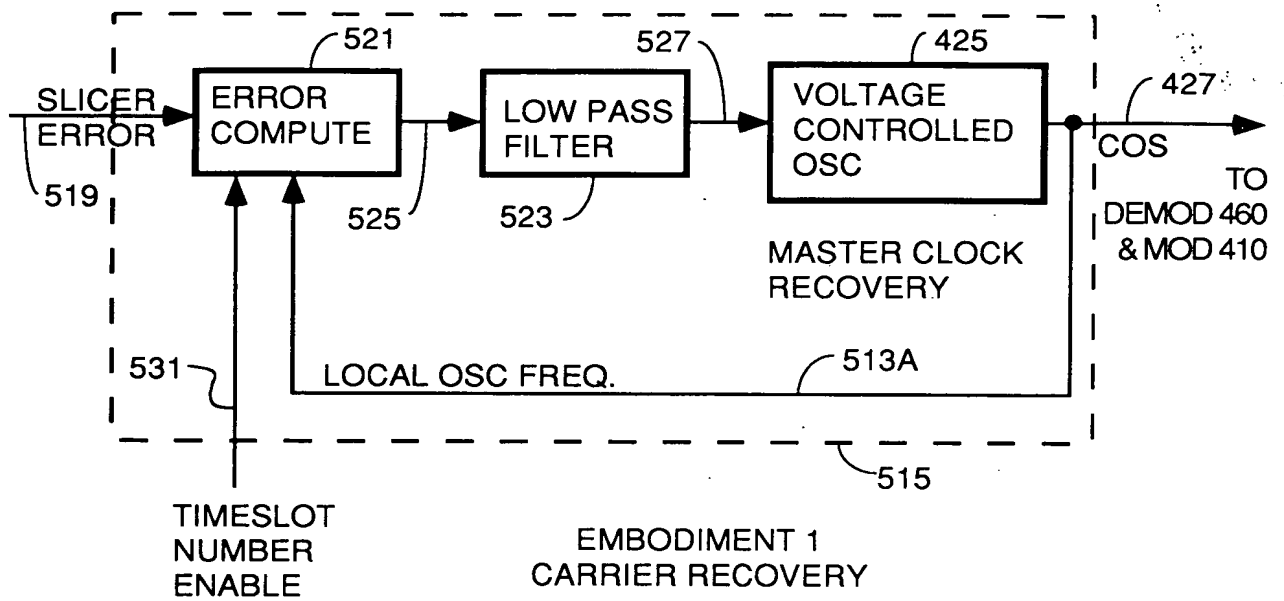 521
527
425
427
SLICER
ERROR
ERROR
COMPUTE
LOW PASS
FILTER
VOLTAGE
CONTROLLED
OSC
COS
519
525
523
TO
DEMOD 460
& MOD 410
MASTER CLOCK
RECOVERY
531
LOCAL OSC FREQ.
513A
515
TIMESLOT
NUMBER
ENABLE
EMBODIMENT 1
CARRIER RECOVERY